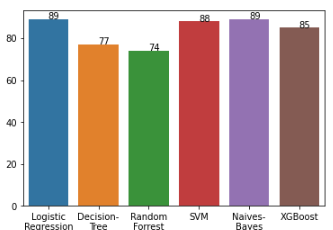 89
77
74
88
89
85
80
60
40
20
0
Logistic
Regression
Decision-
Tree
Random
Forrest
SVM
Naives-
Bayes
XGBoost